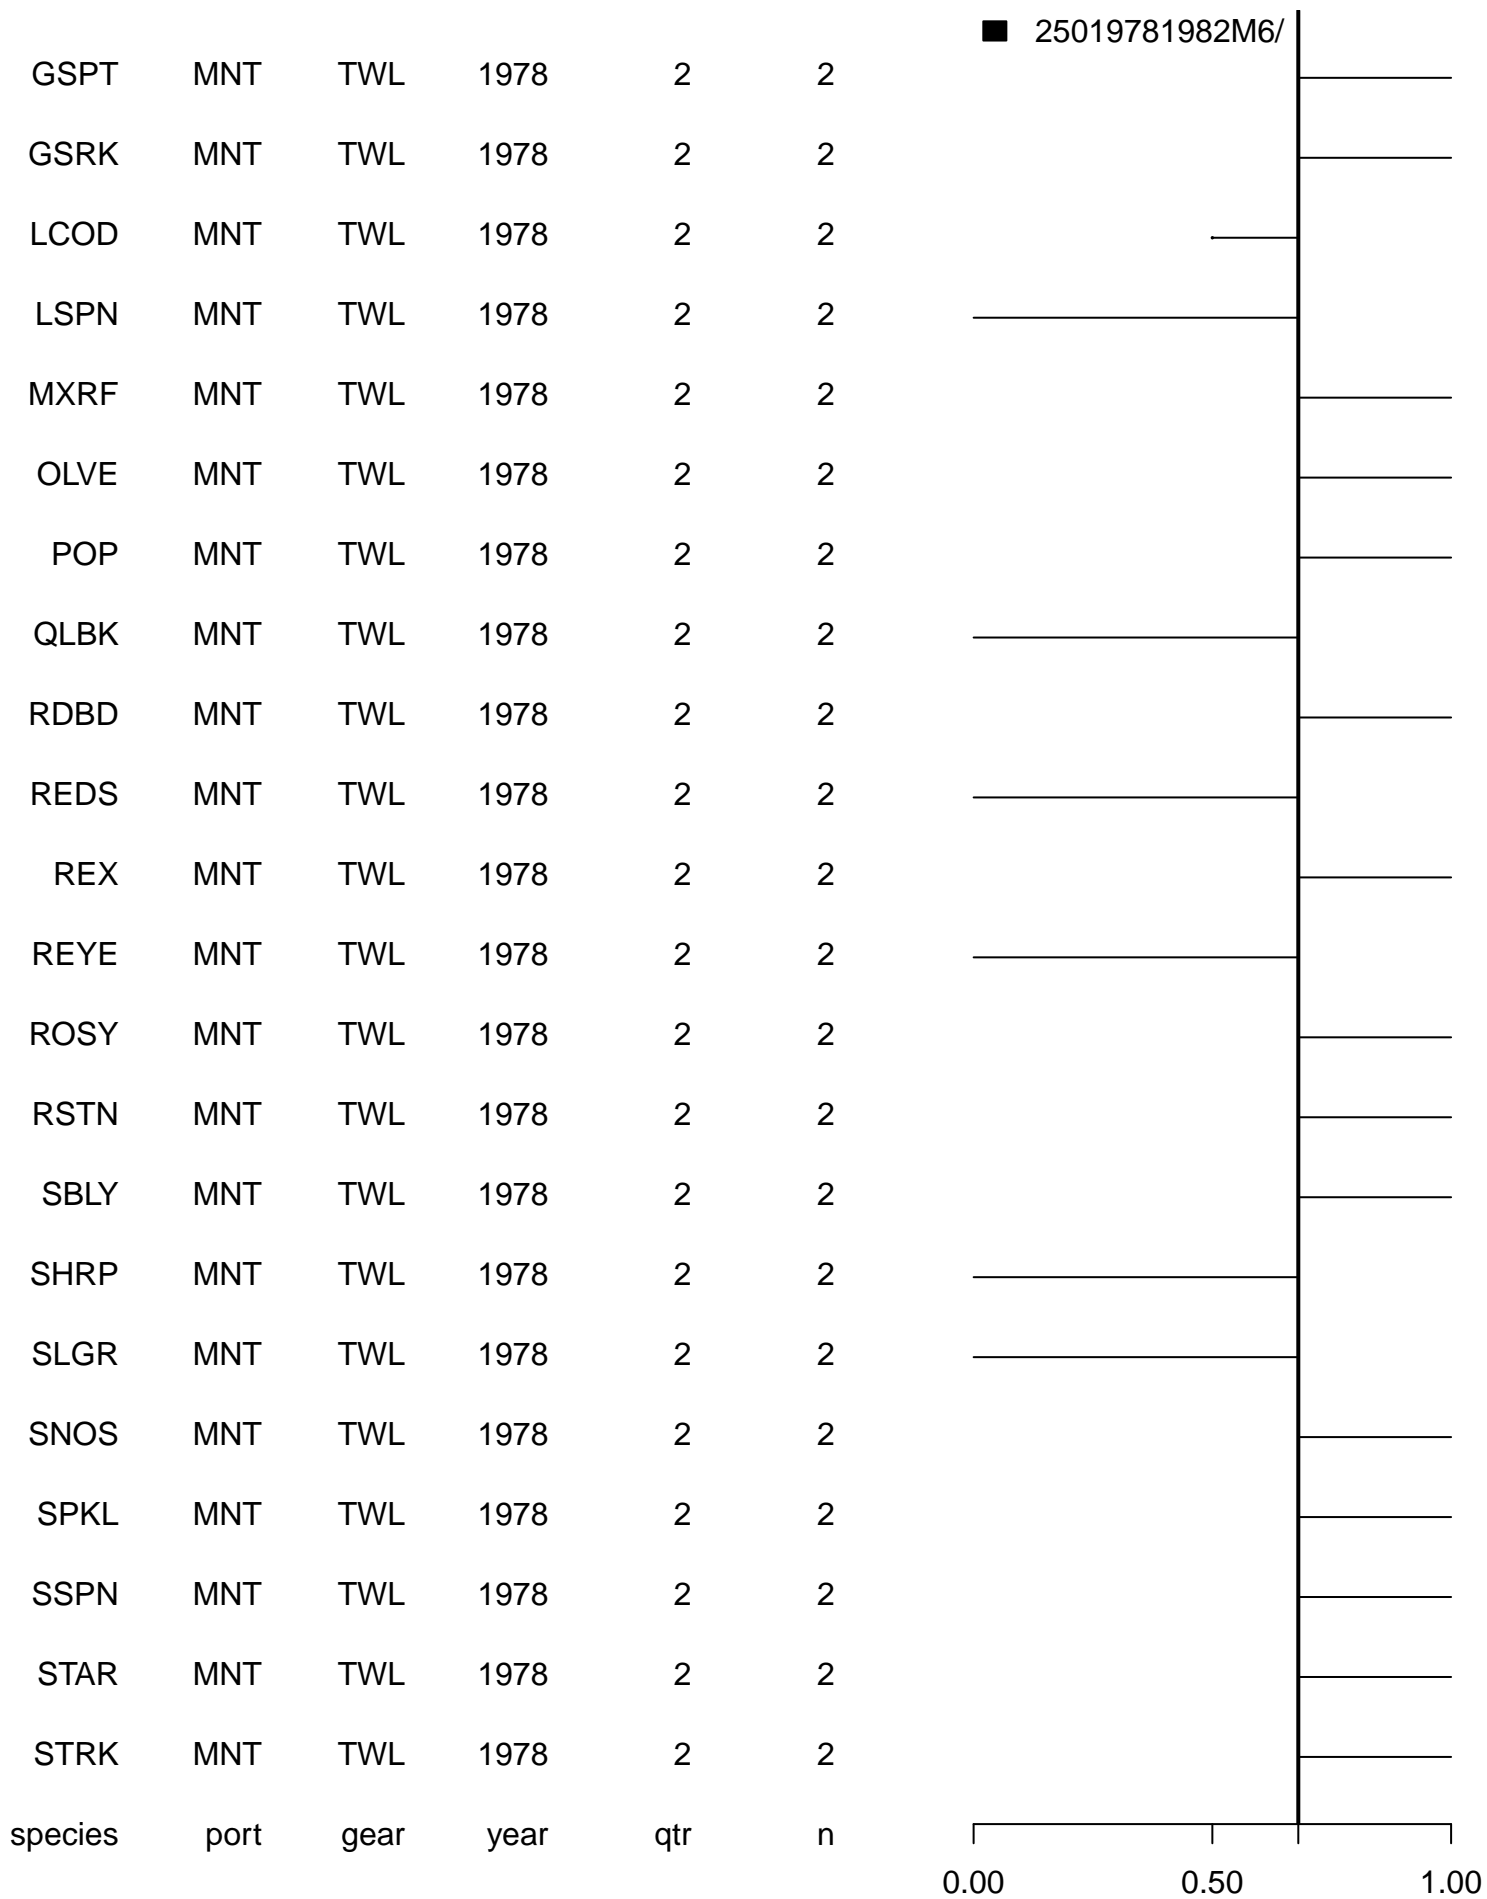 25019781982M6/
GSPT MNT TWL 1978 2 2
GSRK MNT TWL 1978 2 2
LCOD MNT TWL 1978 2 2
LSPN MNT TWL 1978 2 2
MXRF MNT TWL 1978 2 2
OLVE MNT TWL 1978 2 2
POP MNT TWL 1978 2 2
QLBK MNT TWL 1978 2 2
RDBD MNT TWL 1978 2 2
REDS MNT TWL 1978 2 2
REX MNT TWL 1978 2 2
REYE MNT TWL 1978 2 2
ROSY MNT TWL 1978 2 2
RSTN MNT TWL 1978 2 2
SBLY MNT TWL 1978 2 2
SHRP MNT TWL 1978 2 2
SLGR MNT TWL 1978 2 2
SNOS MNT TWL 1978 2 2
SPKL MNT TWL 1978 2 2
SSPN MNT TWL 1978 2 2
STAR MNT TWL 1978 2 2
STRK MNT TWL 1978 2 2
species port gear year qtr n
0.00 0.50 1.00